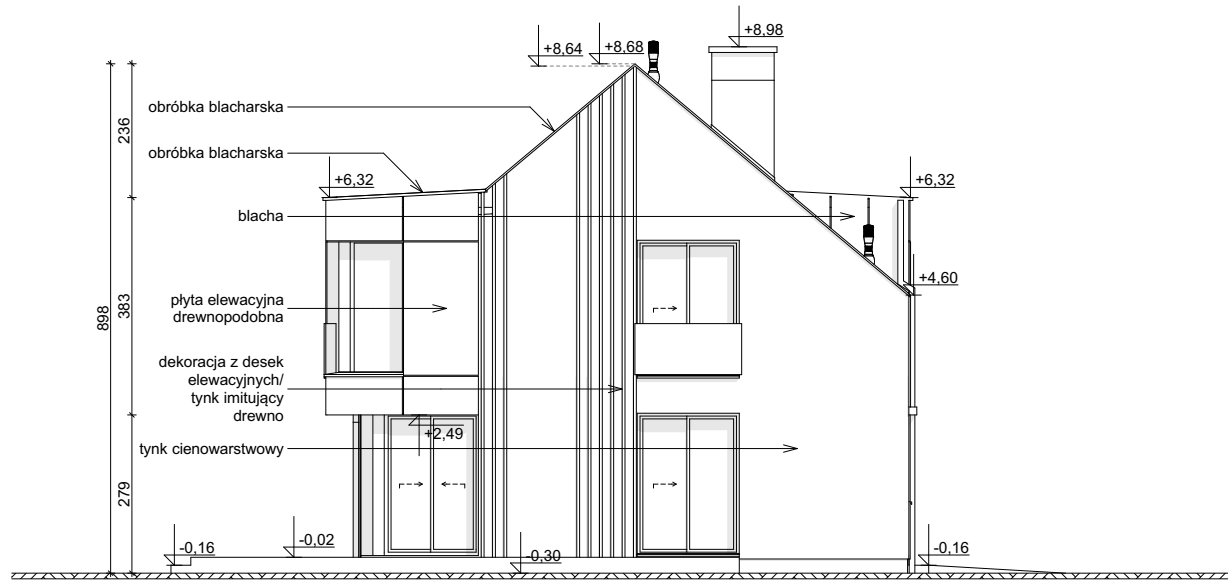 +8,98
+8,64
+8,68
obróbka blacharska
236
obróbka blacharska
+6,32
+6,32
blacha
+4,60
płyta elewacyjna
drewnopodobna
383
898
dekoracja z desek
elewacyjnych/
tynk imitujący
drewno
+2,49
tynk cienowarstwowy
279
-0,16
-0,02
-0,30
-0,16